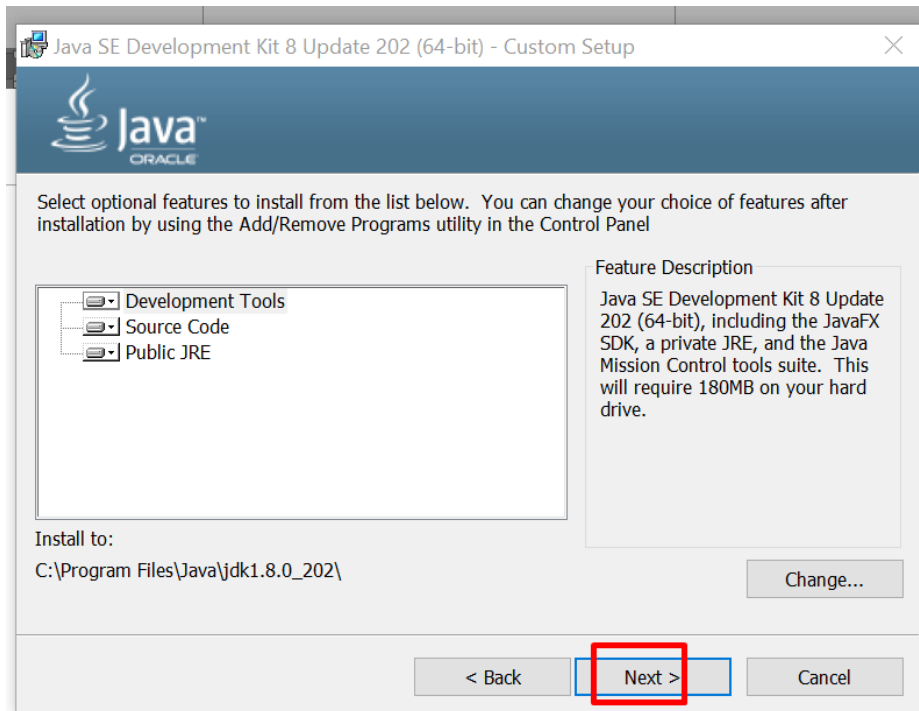 Java SE Development Kit 8 Update 202 (64-bit) - Custom Setup
Java™
ORACLE
Select optional features to install from the list below.  You can change your choice of features after
installation by using the Add/Remove Programs utility in the Control Panel
Development Tools
Source Code
Public JRE
Feature Description
Java SE Development Kit 8 Update
202 (64-bit), including the JavaFX
SDK, a private JRE, and the Java
Mission Control tools suite.  This
will require 180MB on your hard
drive.
Install to:
C:\Program Files\Java\jdk1.8.0_202\
Change...
< Back
Next >
Cancel